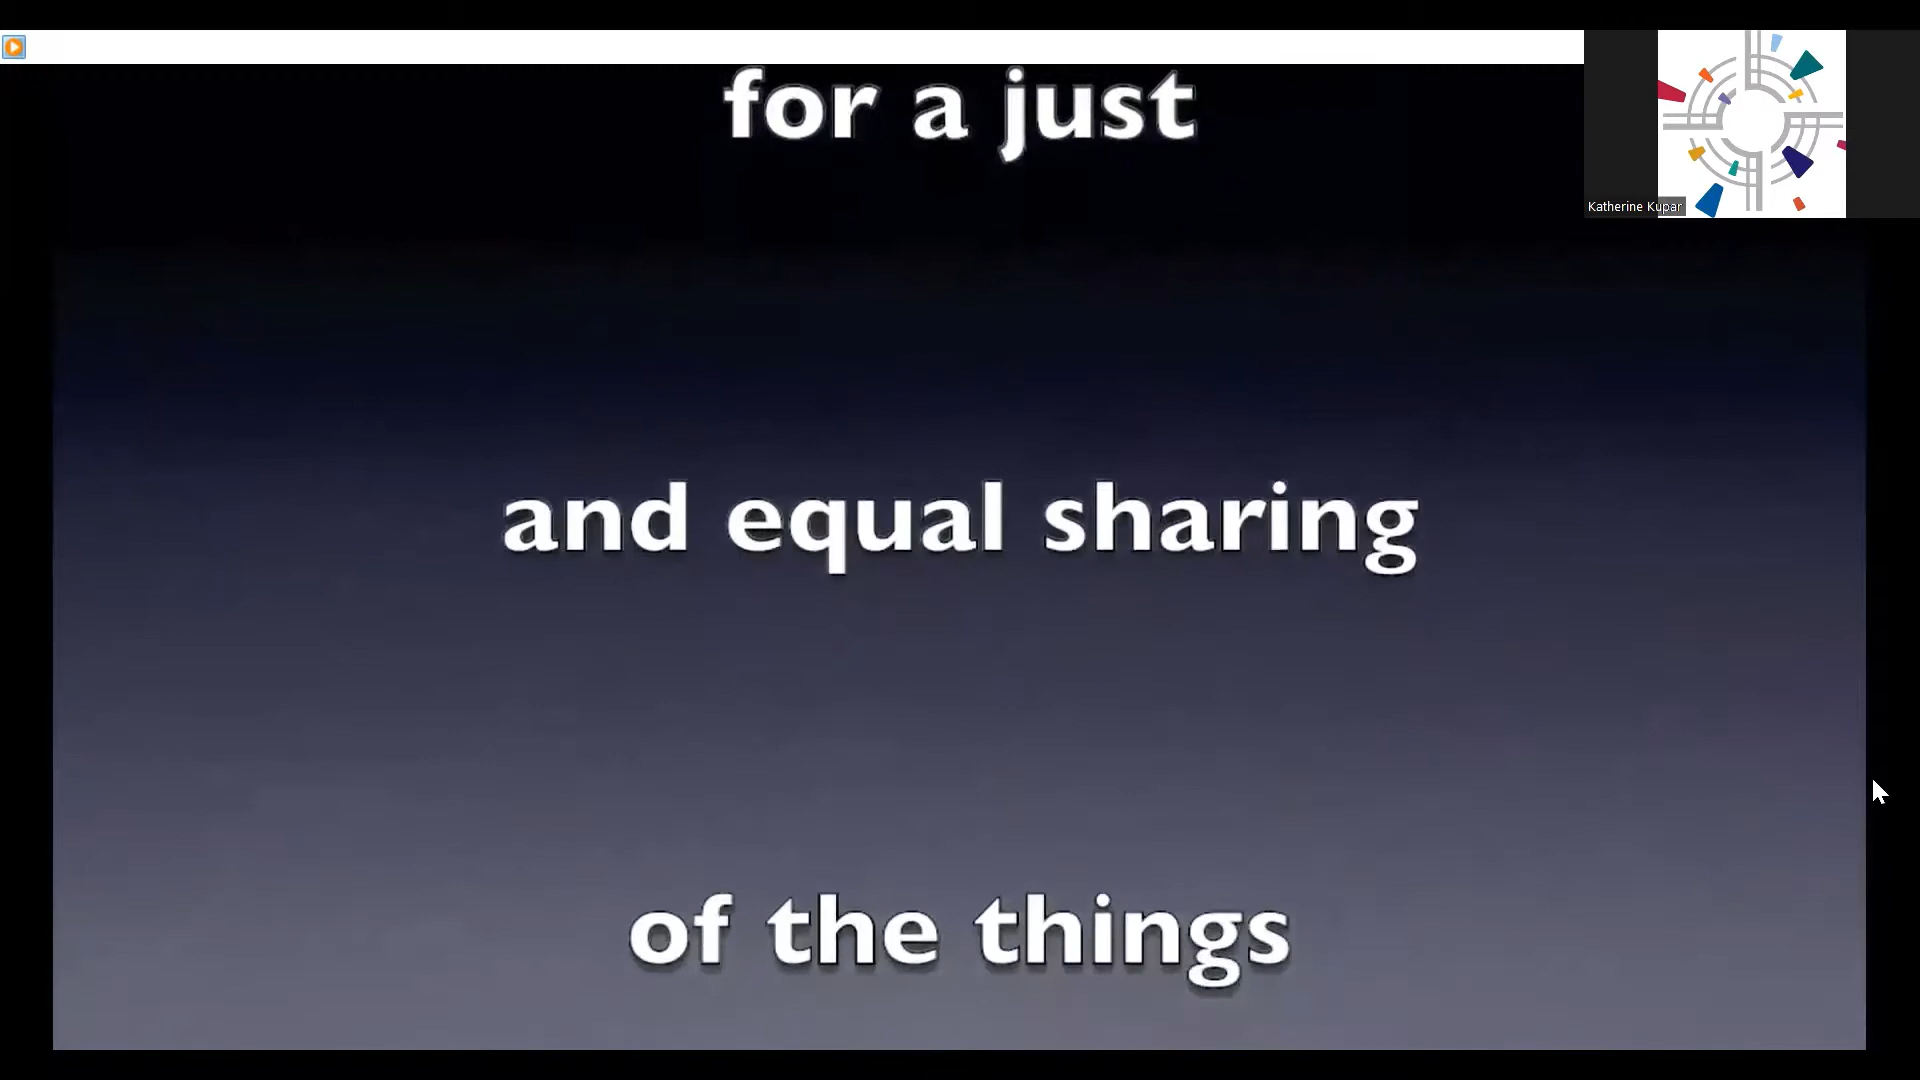 for a just
Katherine Kupar
and equal sharing
of the things